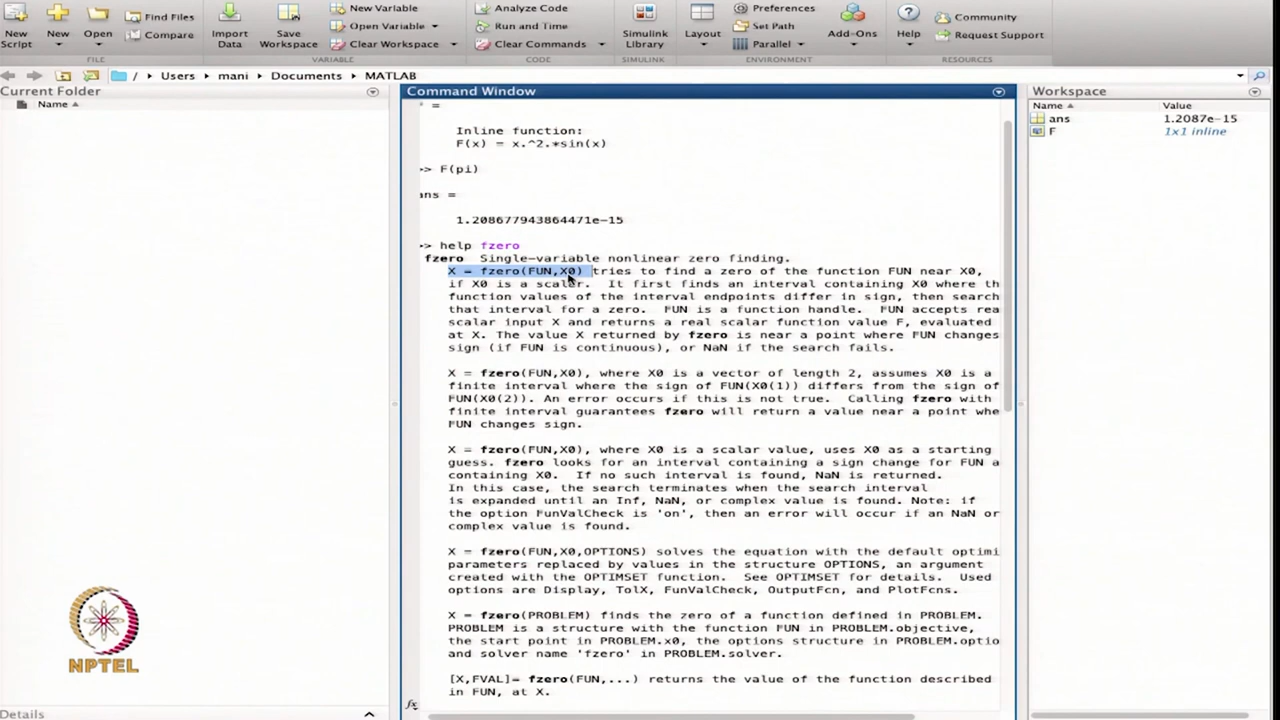 New Script
New
Open
Find Files
Compare
Import Data
Save Workspace
New Variable
Open Variable
Clear Workspace
Analyze Code
Run and Time
Clear Commands
Simulink Library
Layout
Preferences
Set Path
Parallel
Add-Ons
Help
Community
Request Support
FILE
VARIABLE
CODE
SIMULINK
ENVIRONMENT
RESOURCES
/ Users mani Documents MATLAB
Current Folder
Name
Details
Command Window
=
Inline function:
F(x) = x.^2.*sin(x)
>> F(pi)
ans =
1.208677943864471e-15
>> help fzero
fzero Single-variable nonlinear zero finding.
X = fzero(FUN,X0) tries to find a zero of the function FUN near X0,
if X0 is a scalar. It first finds an interval containing X0 where th
function values of the interval endpoints differ in sign, then search
that interval for a zero. FUN is a function handle. FUN accepts rea
scalar input X and returns a real scalar function value F, evaluated
at X. The value X returned by fzero is near a point where FUN changes
sign (if FUN is continuous), or NaN if the search fails.
X = fzero(FUN,X0), where X0 is a vector of length 2, assumes X0 is a
finite interval where the sign of FUN(X0(1)) differs from the sign of
FUN(X0(2)). An error occurs if this is not true. Calling fzero with
finite interval guarantees fzero will return a value near a point whe
FUN changes sign.
X = fzero(FUN,X0), where X0 is a scalar value, uses X0 as a starting
guess. fzero looks for an interval containing a sign change for FUN a
containing X0. If no such interval is found, NaN is returned.
In this case, the search terminates when the search interval
is expanded until an Inf, NaN, or complex value is found. Note: if
the option FunValCheck is 'on', then an error will occur if an NaN or
complex value is found.
X = fzero(FUN,X0,OPTIONS) solves the equation with the default optimi
parameters replaced by values in the structure OPTIONS, an argument
created with the OPTIMSET function. See OPTIMSET for details. Used
options are Display, TolX, FunValCheck, OutputFcn, and PlotFcns.
X = fzero(PROBLEM) finds the zero of a function defined in PROBLEM.
PROBLEM is a structure with the function FUN in PROBLEM.objective,
the start point in PROBLEM.x0, the options structure in PROBLEM.optio
and solver name 'fzero' in PROBLEM.solver.
[X,FVAL]= fzero(FUN,...) returns the value of the function described
in FUN, at X.
fx
Workspace
Name Value
ans 1.2087e-15
F 1x1 inline
NPTEL